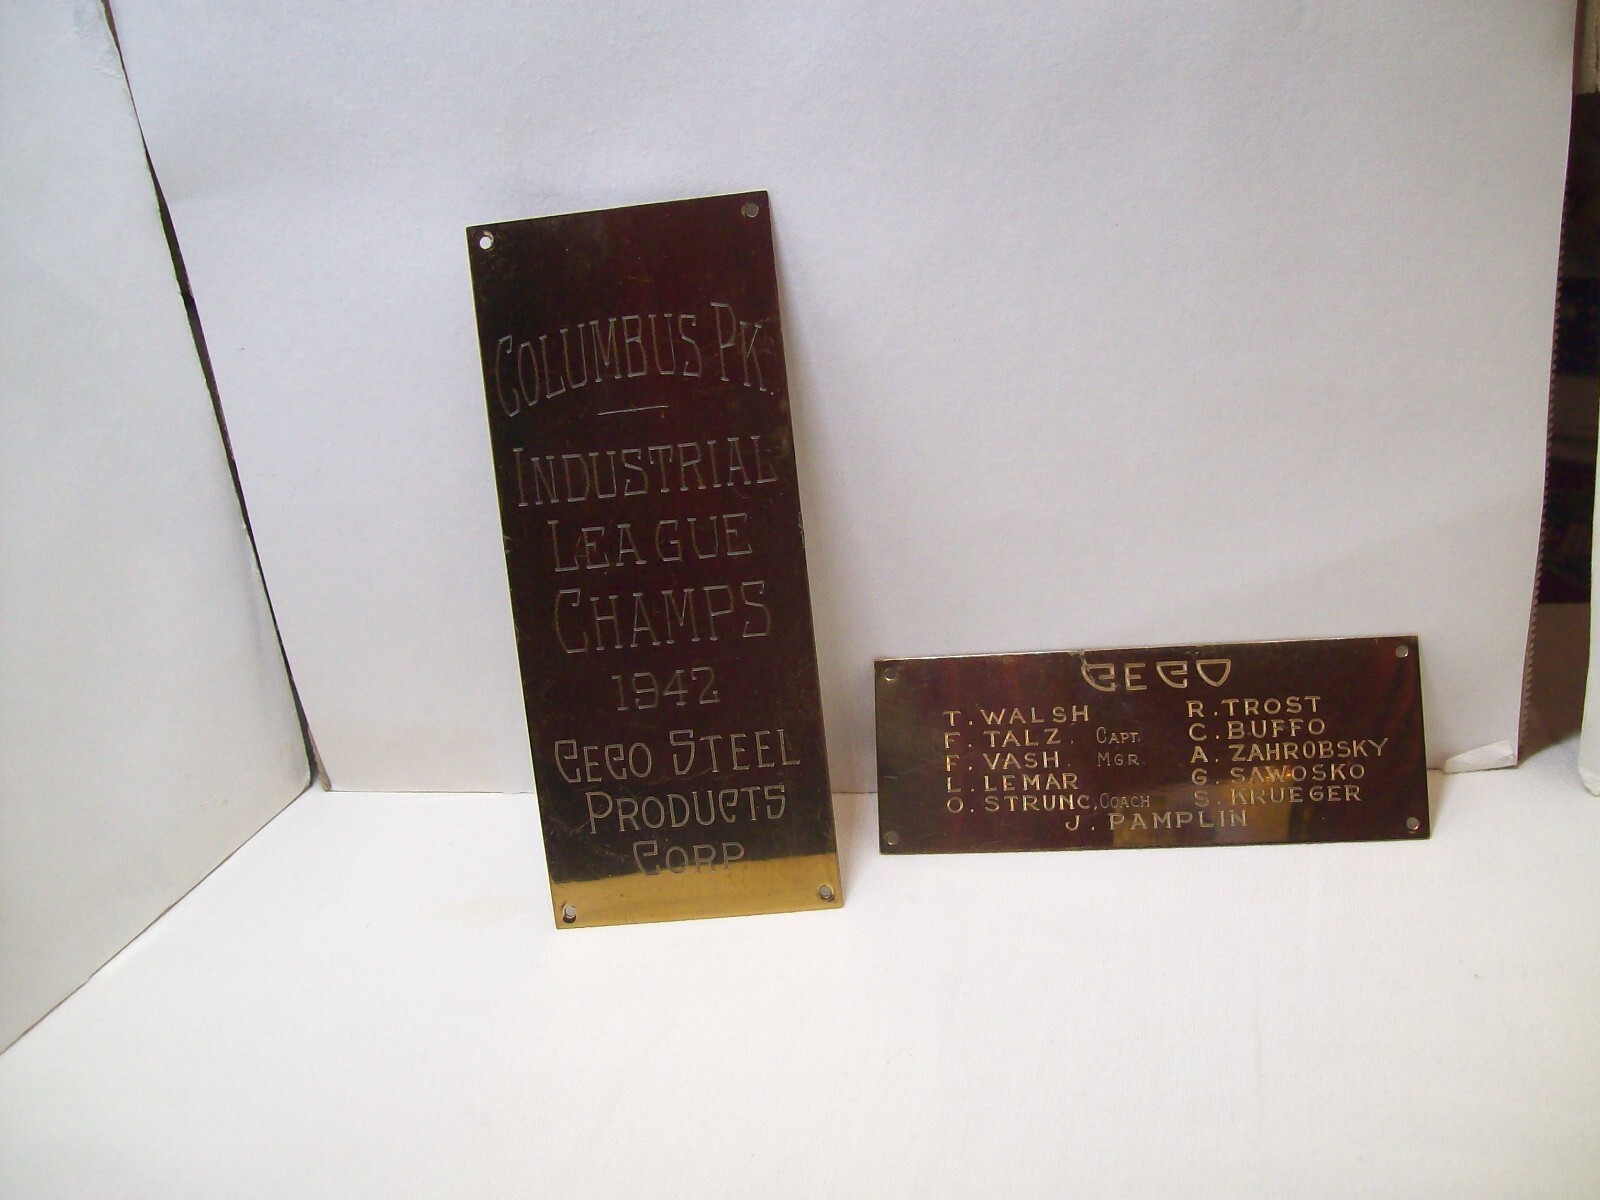 COLUMBUS PK.
INDUSTRIAL
LEAGUE
CHAMPS
1942
CECO STEEL
PRODUCTS
CORP
CECO
T. WALSH R. TROST
F. TALZ. CAPT. C. BUFFO
F. VASH. MGR. A. ZAHROBSKY
L. LEMAR G. SAWOSKO
O. STRUNC, COACH S. KRUEGER
J. PAMPLIN